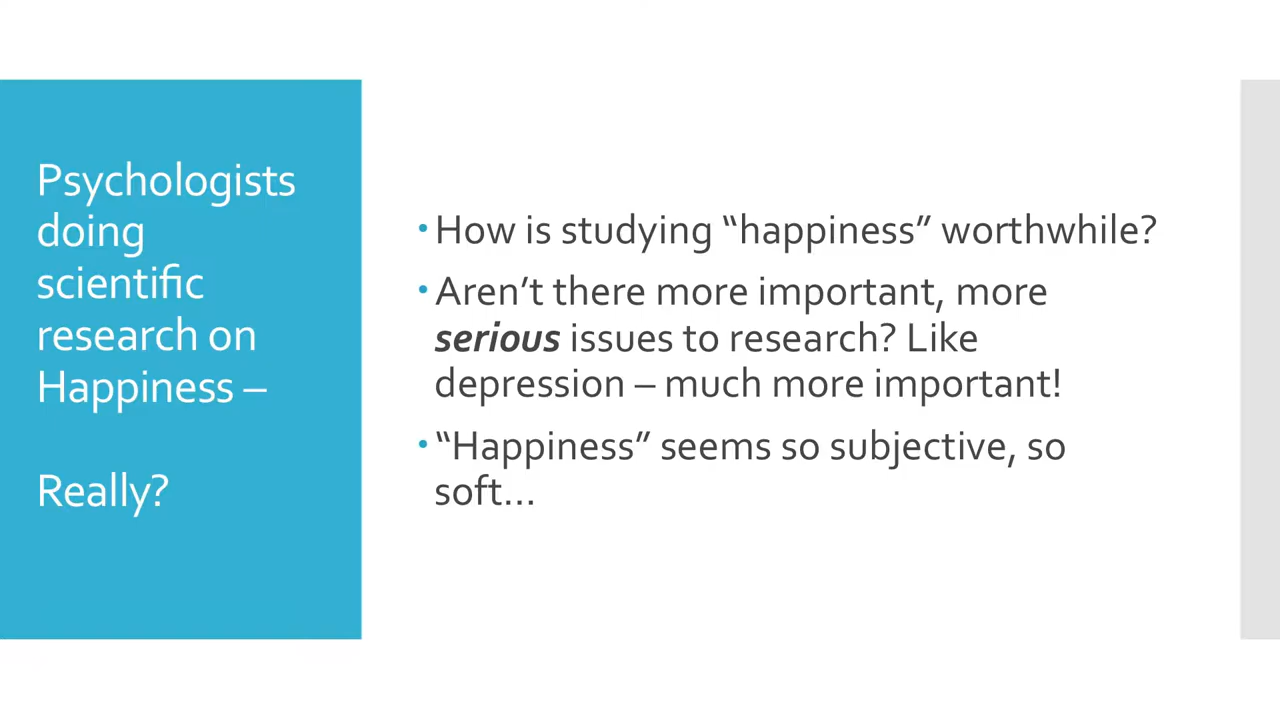 Psychologists
doing
scientific
research on
Happiness –
Really?
• How is studying “happiness” worthwhile?
• Aren’t there more important, more
serious issues to research? Like
depression – much more important!
• “Happiness” seems so subjective, so
soft…